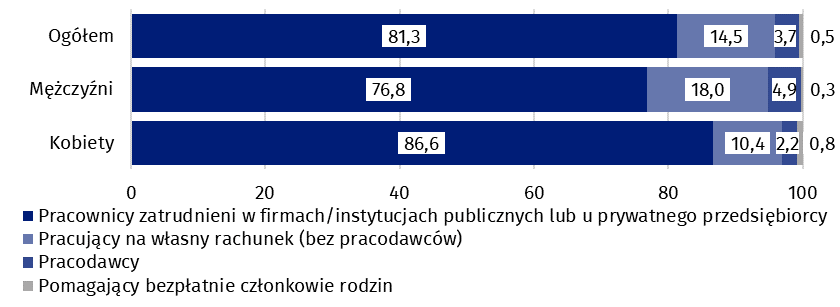 Ogółem 81,3 14,5 3,7 0,5
Mężczyźni 76,8 18,0 4,9 0,3
Kobiety 86,6 10,4 2,2 0,8
0 20 40 60 80 100
Pracownicy zatrudnieni w firmach/instytucjach publicznych lub u prywatnego przedsiębiorcy
Pracujący na własny rachunek (bez pracodawców)
Pracodawcy
Pomagający bezpłatnie członkowie rodzin